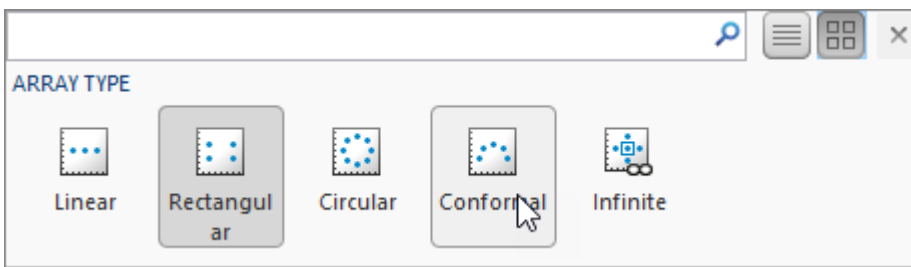 ARRAY TYPE
Linear
Rectangul
ar
Circular
Conformal
Infinite